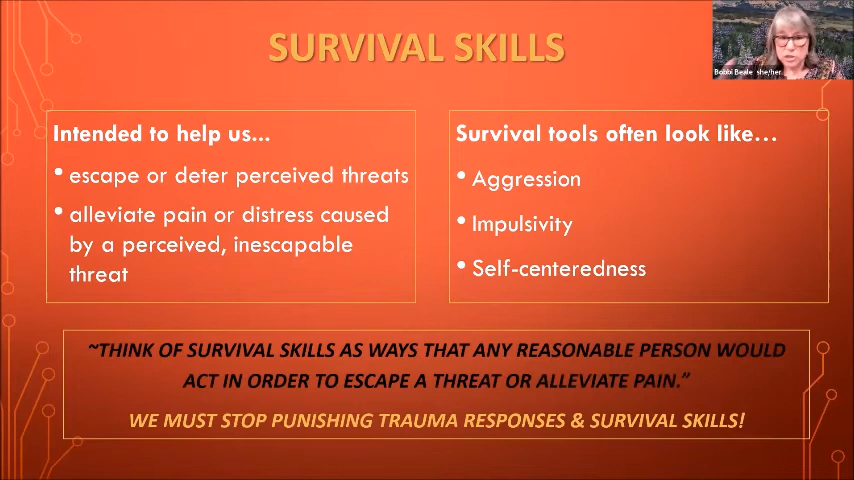 SURVIVAL SKILLS
Bobbi Beale she/her
Intended to help us...
• escape or deter perceived threats
• alleviate pain or distress caused
by a perceived, inescapable
threat
Survival tools often look like...
• Aggression
• Impulsivity
• Self-centeredness
~THINK OF SURVIVAL SKILLS AS WAYS THAT ANY REASONABLE PERSON WOULD
ACT IN ORDER TO ESCAPE A THREAT OR ALLEVIATE PAIN.”
WE MUST STOP PUNISHING TRAUMA RESPONSES & SURVIVAL SKILLS!